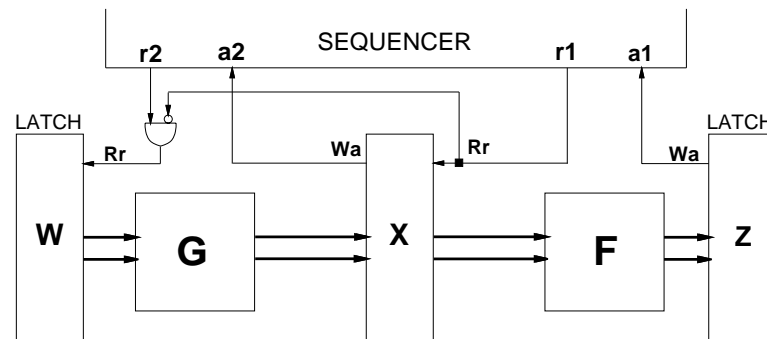 SEQUENCER
r2 a2 r1 a1
LATCH LATCH
Rr Wa Rr Wa
W G X F Z